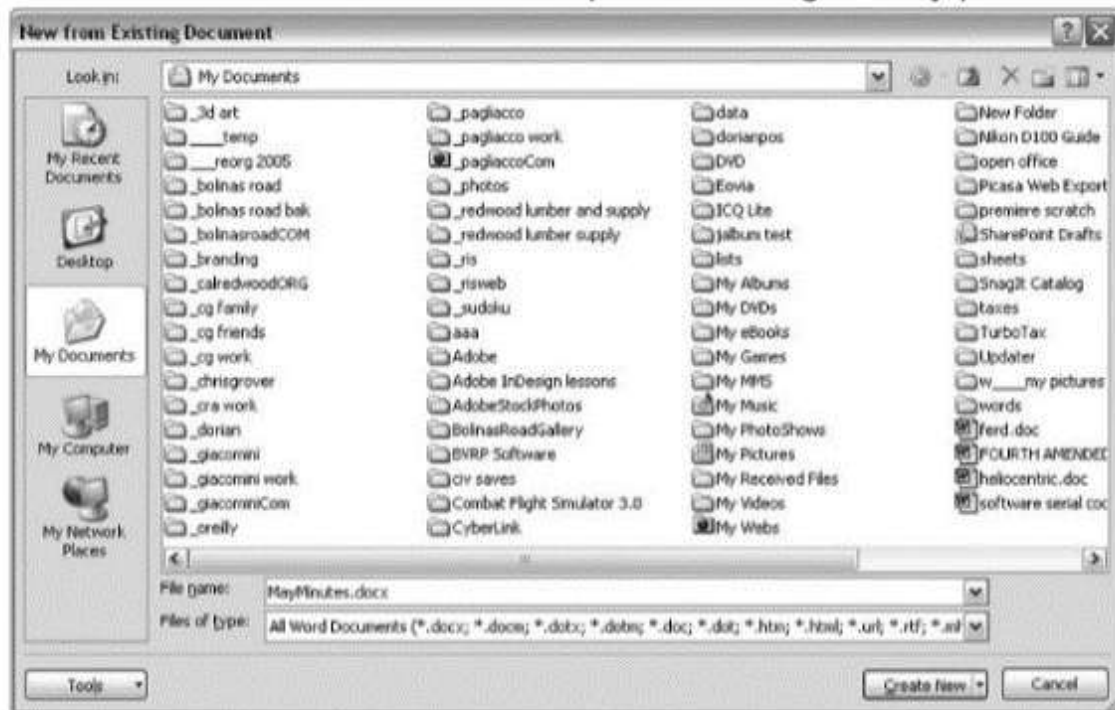 New from Existing Document
Look in:
My Documents
My Recent Documents
Desktop
My Documents
My Computer
My Network Places
_3d art
____temp
___reorg 2005
_bolinas road
_bolinas road bak
_bolinasroadCOM
_branding
_calredwoodORG
_cg family
_cg friends
_cg work
_chrisgrover
_cra work
_dorian
_giacomini
_giacomini work
_giacominiCom
_oreilly
_pagliacco
_pagliacco work
_pagliaccoCom
_photos
_redwood lumber and supply
_redwood lumber supply
_ris
_risweb
_sudoku
aaa
Adobe
Adobe InDesign lessons
AdobeStockPhotos
BolinasRoadGallery
BVRP Software
civ saves
Combat Flight Simulator 3.0
CyberLink
data
dorianpos
DVD
Eovia
ICQ Lite
jalbum test
lists
My Albums
My DVDs
My eBooks
My Games
My MMS
My Music
My PhotoShows
My Pictures
My Received Files
My Videos
My Webs
New Folder
Nikon D100 Guide
open office
Picasa Web Export
premiere scratch
SharePoint Drafts
sheets
SnagIt Catalog
taxes
TurboTax
Updater
w____my pictures
words
ferd.doc
FOURTH AMENDED
heliocentric.doc
software serial cod
File name:
MayMinutes.docx
Files of type:
All Word Documents (*.docx; *.docm; *.dotx; *.dotm; *.doc; *.dot; *.htm; *.html; *.url; *.rtf; *.mh
Tools
Create New
Cancel